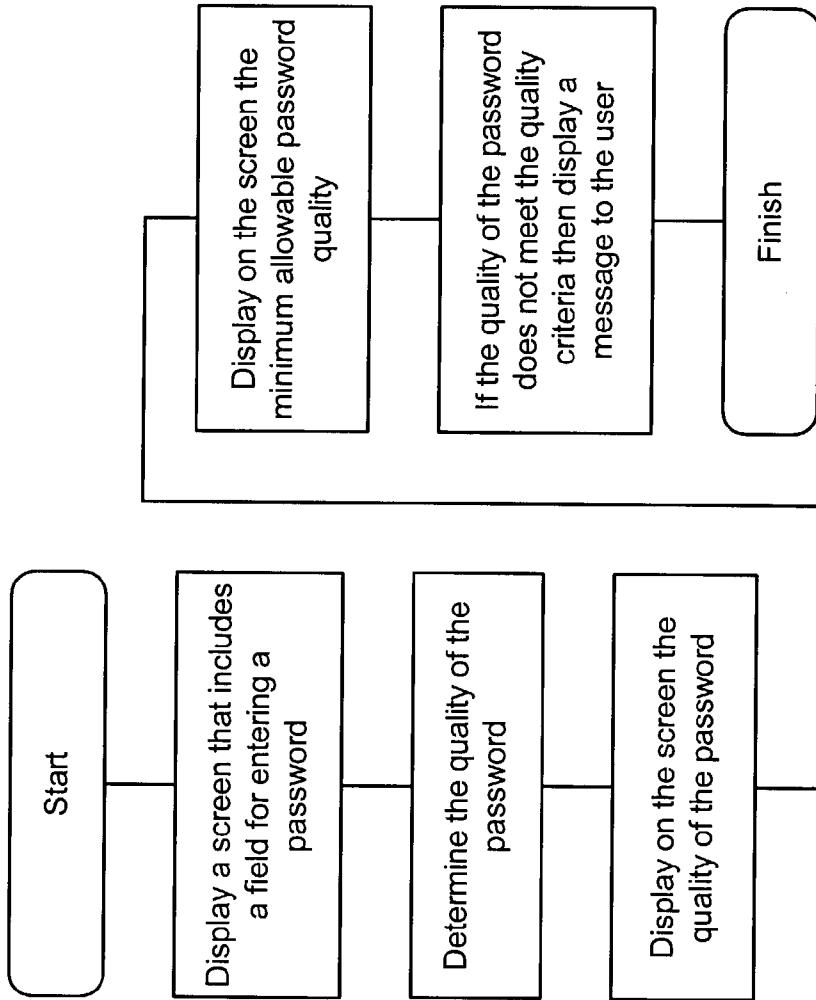 Start
Display a screen that includes
a field for entering a
password
Determine the quality of the
password
Display on the screen the
quality of the password
Display on the screen the
minimum allowable password
quality
If the quality of the password
does not meet the quality
criteria then display a
message to the user
Finish